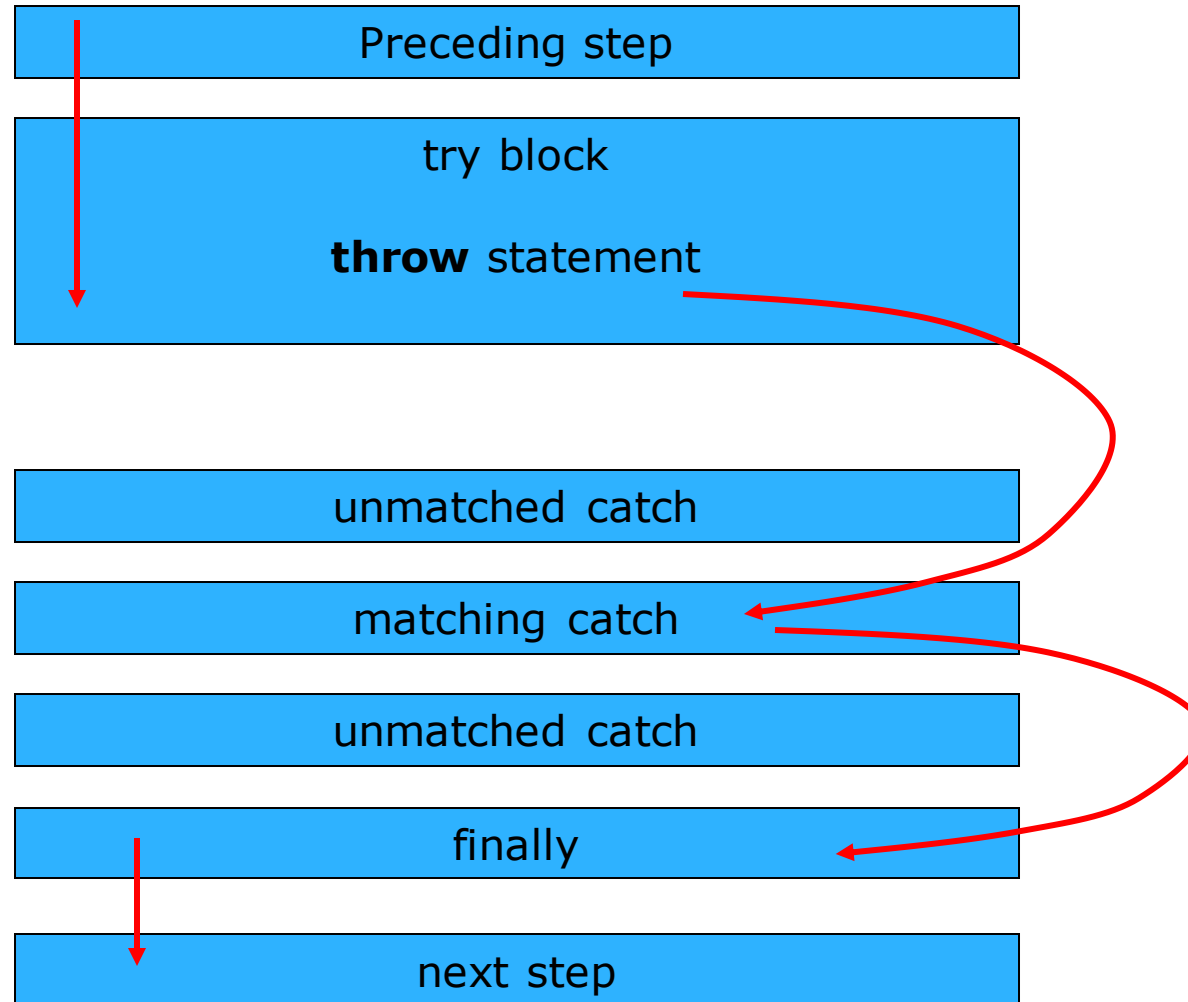 Preceding step
try block
throw statement
unmatched catch
matching catch
unmatched catch
finally
next step